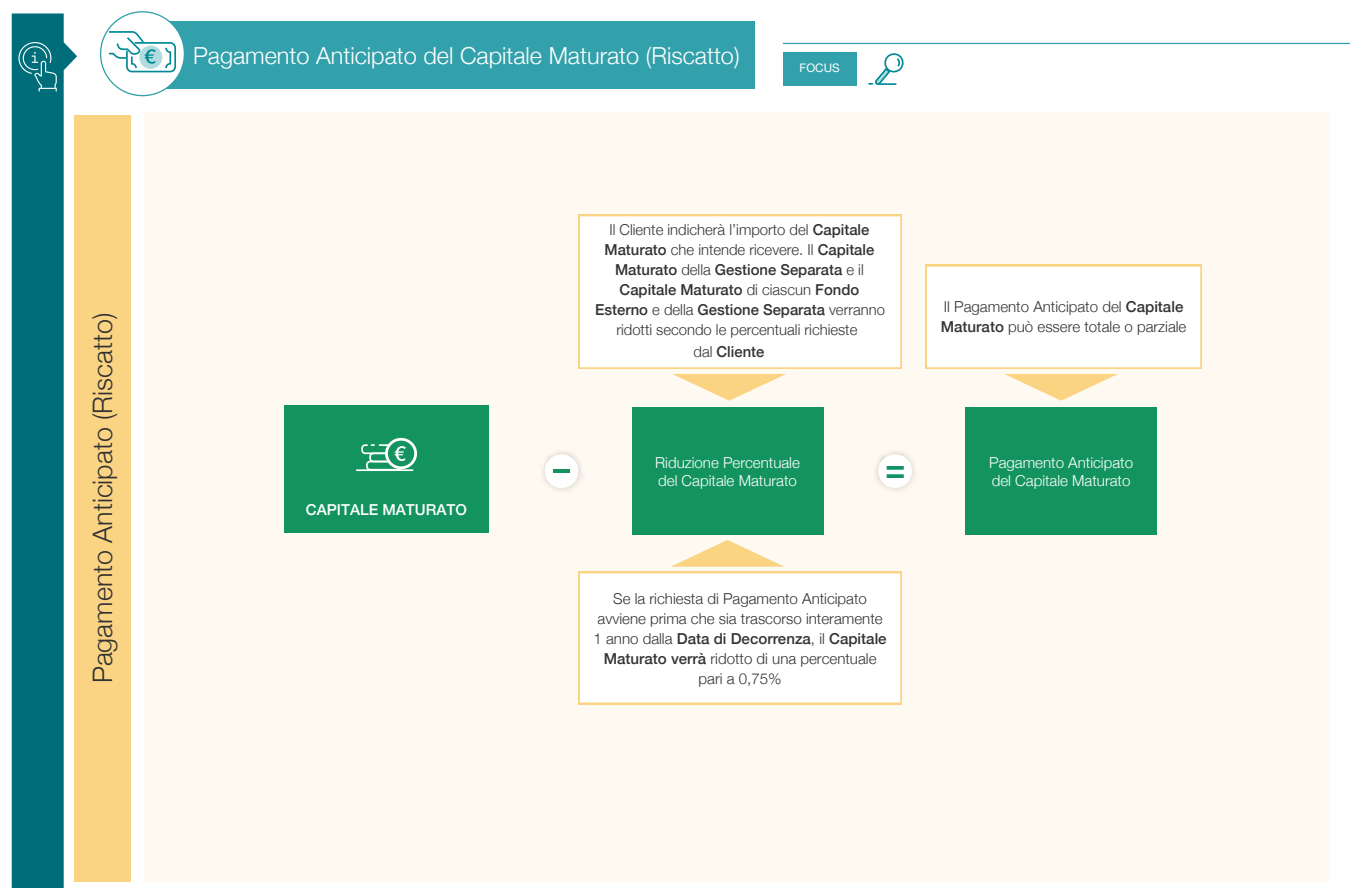 Pagamento Anticipato del Capitale Maturato (Riscatto)
FOCUS
Pagamento Anticipato (Riscatto)
Il Cliente indicherà l’importo del Capitale
Maturato che intende ricevere. Il Capitale
Maturato della Gestione Separata e il
Capitale Maturato di ciascun Fondo
Esterno e della Gestione Separata verranno
ridotti secondo le percentuali richieste
dal Cliente
Il Pagamento Anticipato del Capitale
Maturato può essere totale o parziale
CAPITALE MATURATO
Riduzione Percentuale
del Capitale Maturato
Pagamento Anticipato
del Capitale Maturato
Se la richiesta di Pagamento Anticipato
avviene prima che sia trascorso interamente
1 anno dalla Data di Decorrenza, il Capitale
Maturato verrà ridotto di una percentuale
pari a 0,75%